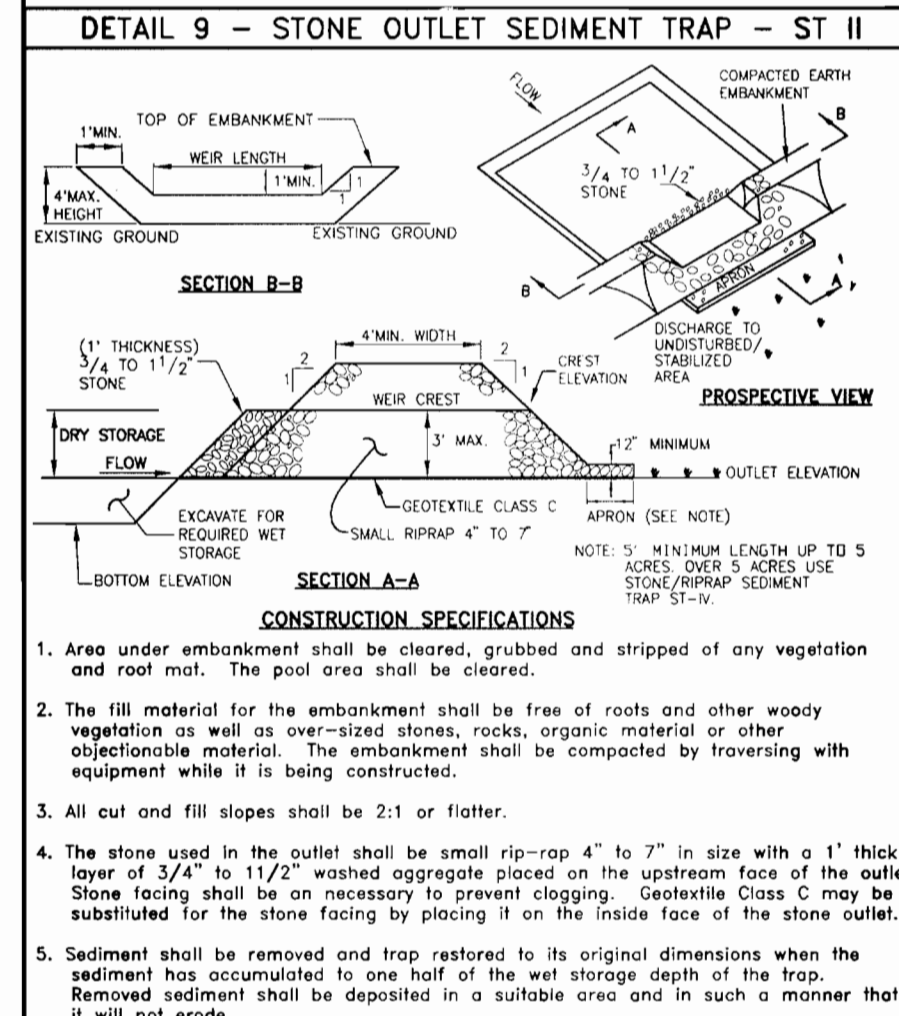 DETAIL 9 – STONE OUTLET SEDIMENT TRAP – ST II
1'MIN.
TOP OF EMBANKMENT
WEIR LENGTH
1'MIN.
1
1
4'MAX.
HEIGHT
EXISTING GROUND
EXISTING GROUND
SECTION B–B
FLOW
A
COMPACTED EARTH
EMBANKMENT
B
3/4 TO 1 1/2"
STONE
B
APRON
A
DISCHARGE TO
UNDISTURBED/
STABILIZED
AREA
PROSPECTIVE VIEW
(1' THICKNESS)
3/4 TO 1 1/2"
STONE
2
1
4'MIN. WIDTH
2
1
CREST
ELEVATION
WEIR CREST
DRY STORAGE
3' MAX.
12" MINIMUM
FLOW
OUTLET ELEVATION
GEOTEXTILE CLASS C
APRON (SEE NOTE)
EXCAVATE FOR
REQUIRED WET
STORAGE
SMALL RIPRAP 4" TO 7"
BOTTOM ELEVATION
SECTION A–A
NOTE: 5' MINIMUM LENGTH UP TO 5
ACRES. OVER 5 ACRES USE
STONE/RIPRAP SEDIMENT
TRAP ST–IV.
CONSTRUCTION SPECIFICATIONS
1. Area under embankment shall be cleared, grubbed and stripped of any vegetation
and root mat. The pool area shall be cleared.
2. The fill material for the embankment shall be free of roots and other woody
vegetation as well as over–sized stones, rocks, organic material or other
objectionable material. The embankment shall be compacted by traversing with
equipment while it is being constructed.
3. All cut and fill slopes shall be 2:1 or flatter.
4. The stone used in the outlet shall be small rip–rap 4" to 7" in size with a 1' thick
layer of 3/4" to 11/2" washed aggregate placed on the upstream face of the outle
Stone facing shall be an necessary to prevent clogging. Geotextile Class C may be
substituted for the stone facing by placing it on the inside face of the stone outlet.
5. Sediment shall be removed and trap restored to its original dimensions when the
sediment has accumulated to one half of the wet storage depth of the trap.
Removed sediment shall be deposited in a suitable area and in such a manner that
it will not erode